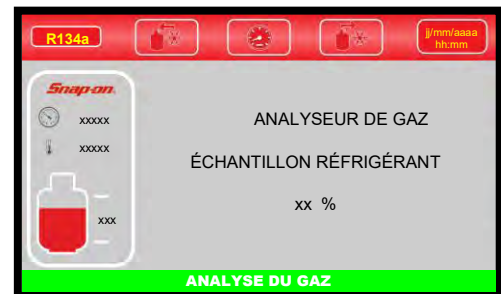 R134a
jj/mm/aaaa
hh:mm
Snap-on
xxxxx
xxxxx
xxx
ANALYSEUR DE GAZ
ÉCHANTILLON RÉFRIGÉRANT
xx %
ANALYSE DU GAZ